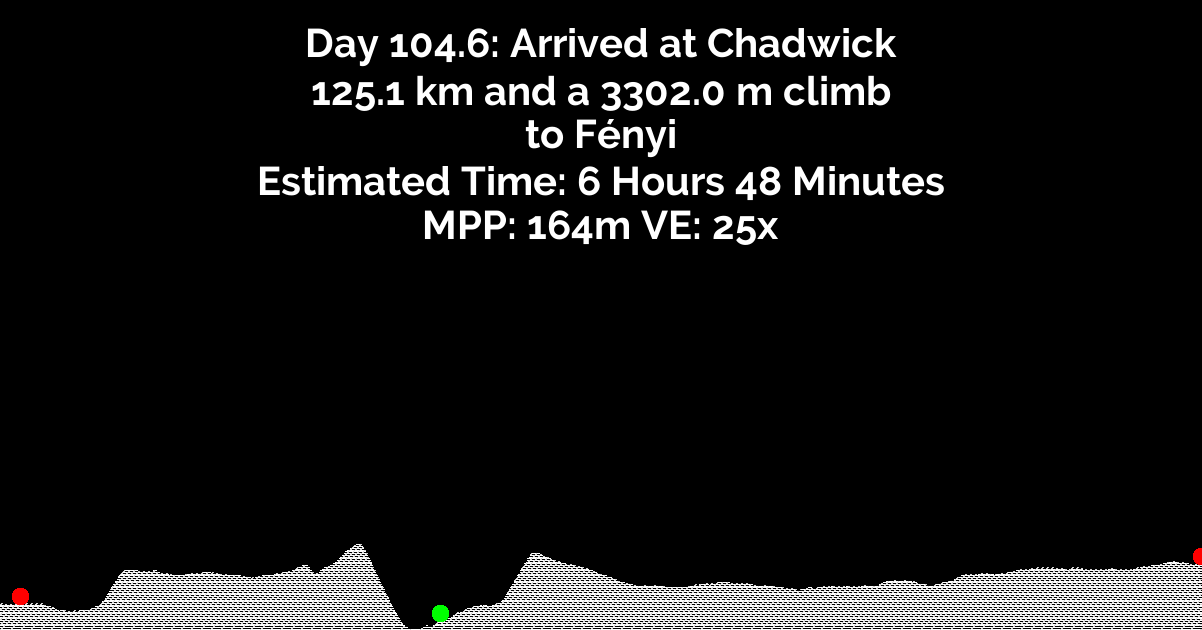 Day 104.6: Arrived at Chadwick
125.1 km and a 3302.0 m climb
to Fényi
Estimated Time: 6 Hours 48 Minutes
MPP: 164m VE: 25x